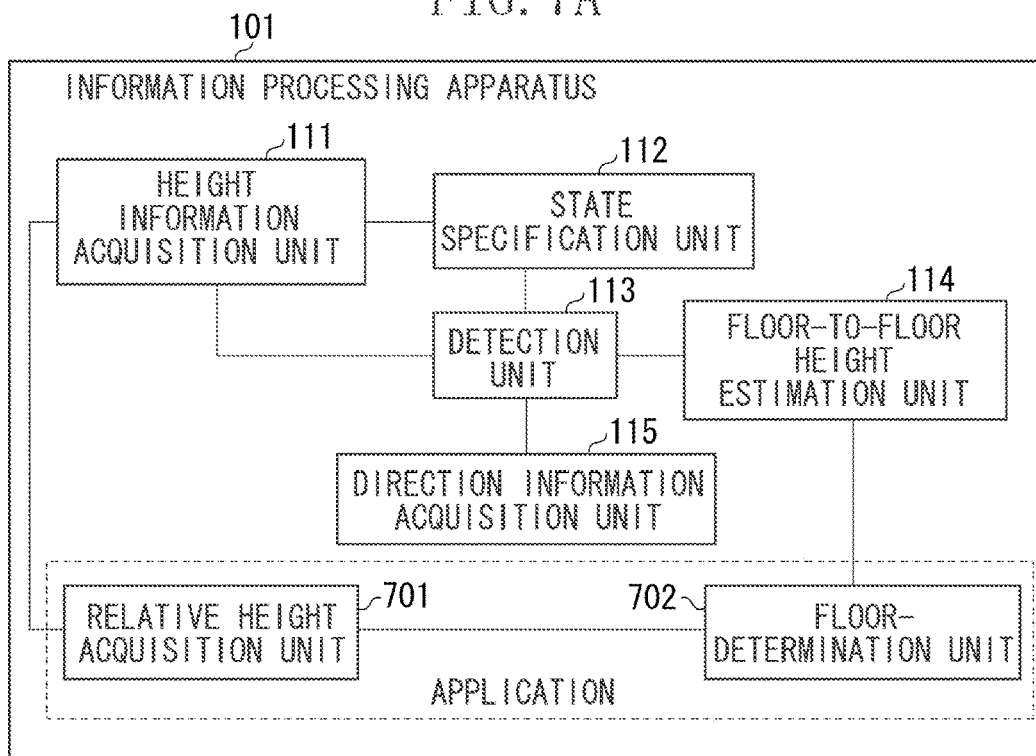 FIG. 7A
101
INFORMATION PROCESSING APPARATUS
111
HEIGHT
INFORMATION
ACQUISITION UNIT
112
STATE
SPECIFICATION UNIT
113
DETECTION
UNIT
114
FLOOR-TO-FLOOR
HEIGHT
ESTIMATION UNIT
115
DIRECTION INFORMATION
ACQUISITION UNIT
701
RELATIVE HEIGHT
ACQUISITION UNIT
702
FLOOR-
DETERMINATION UNIT
APPLICATION